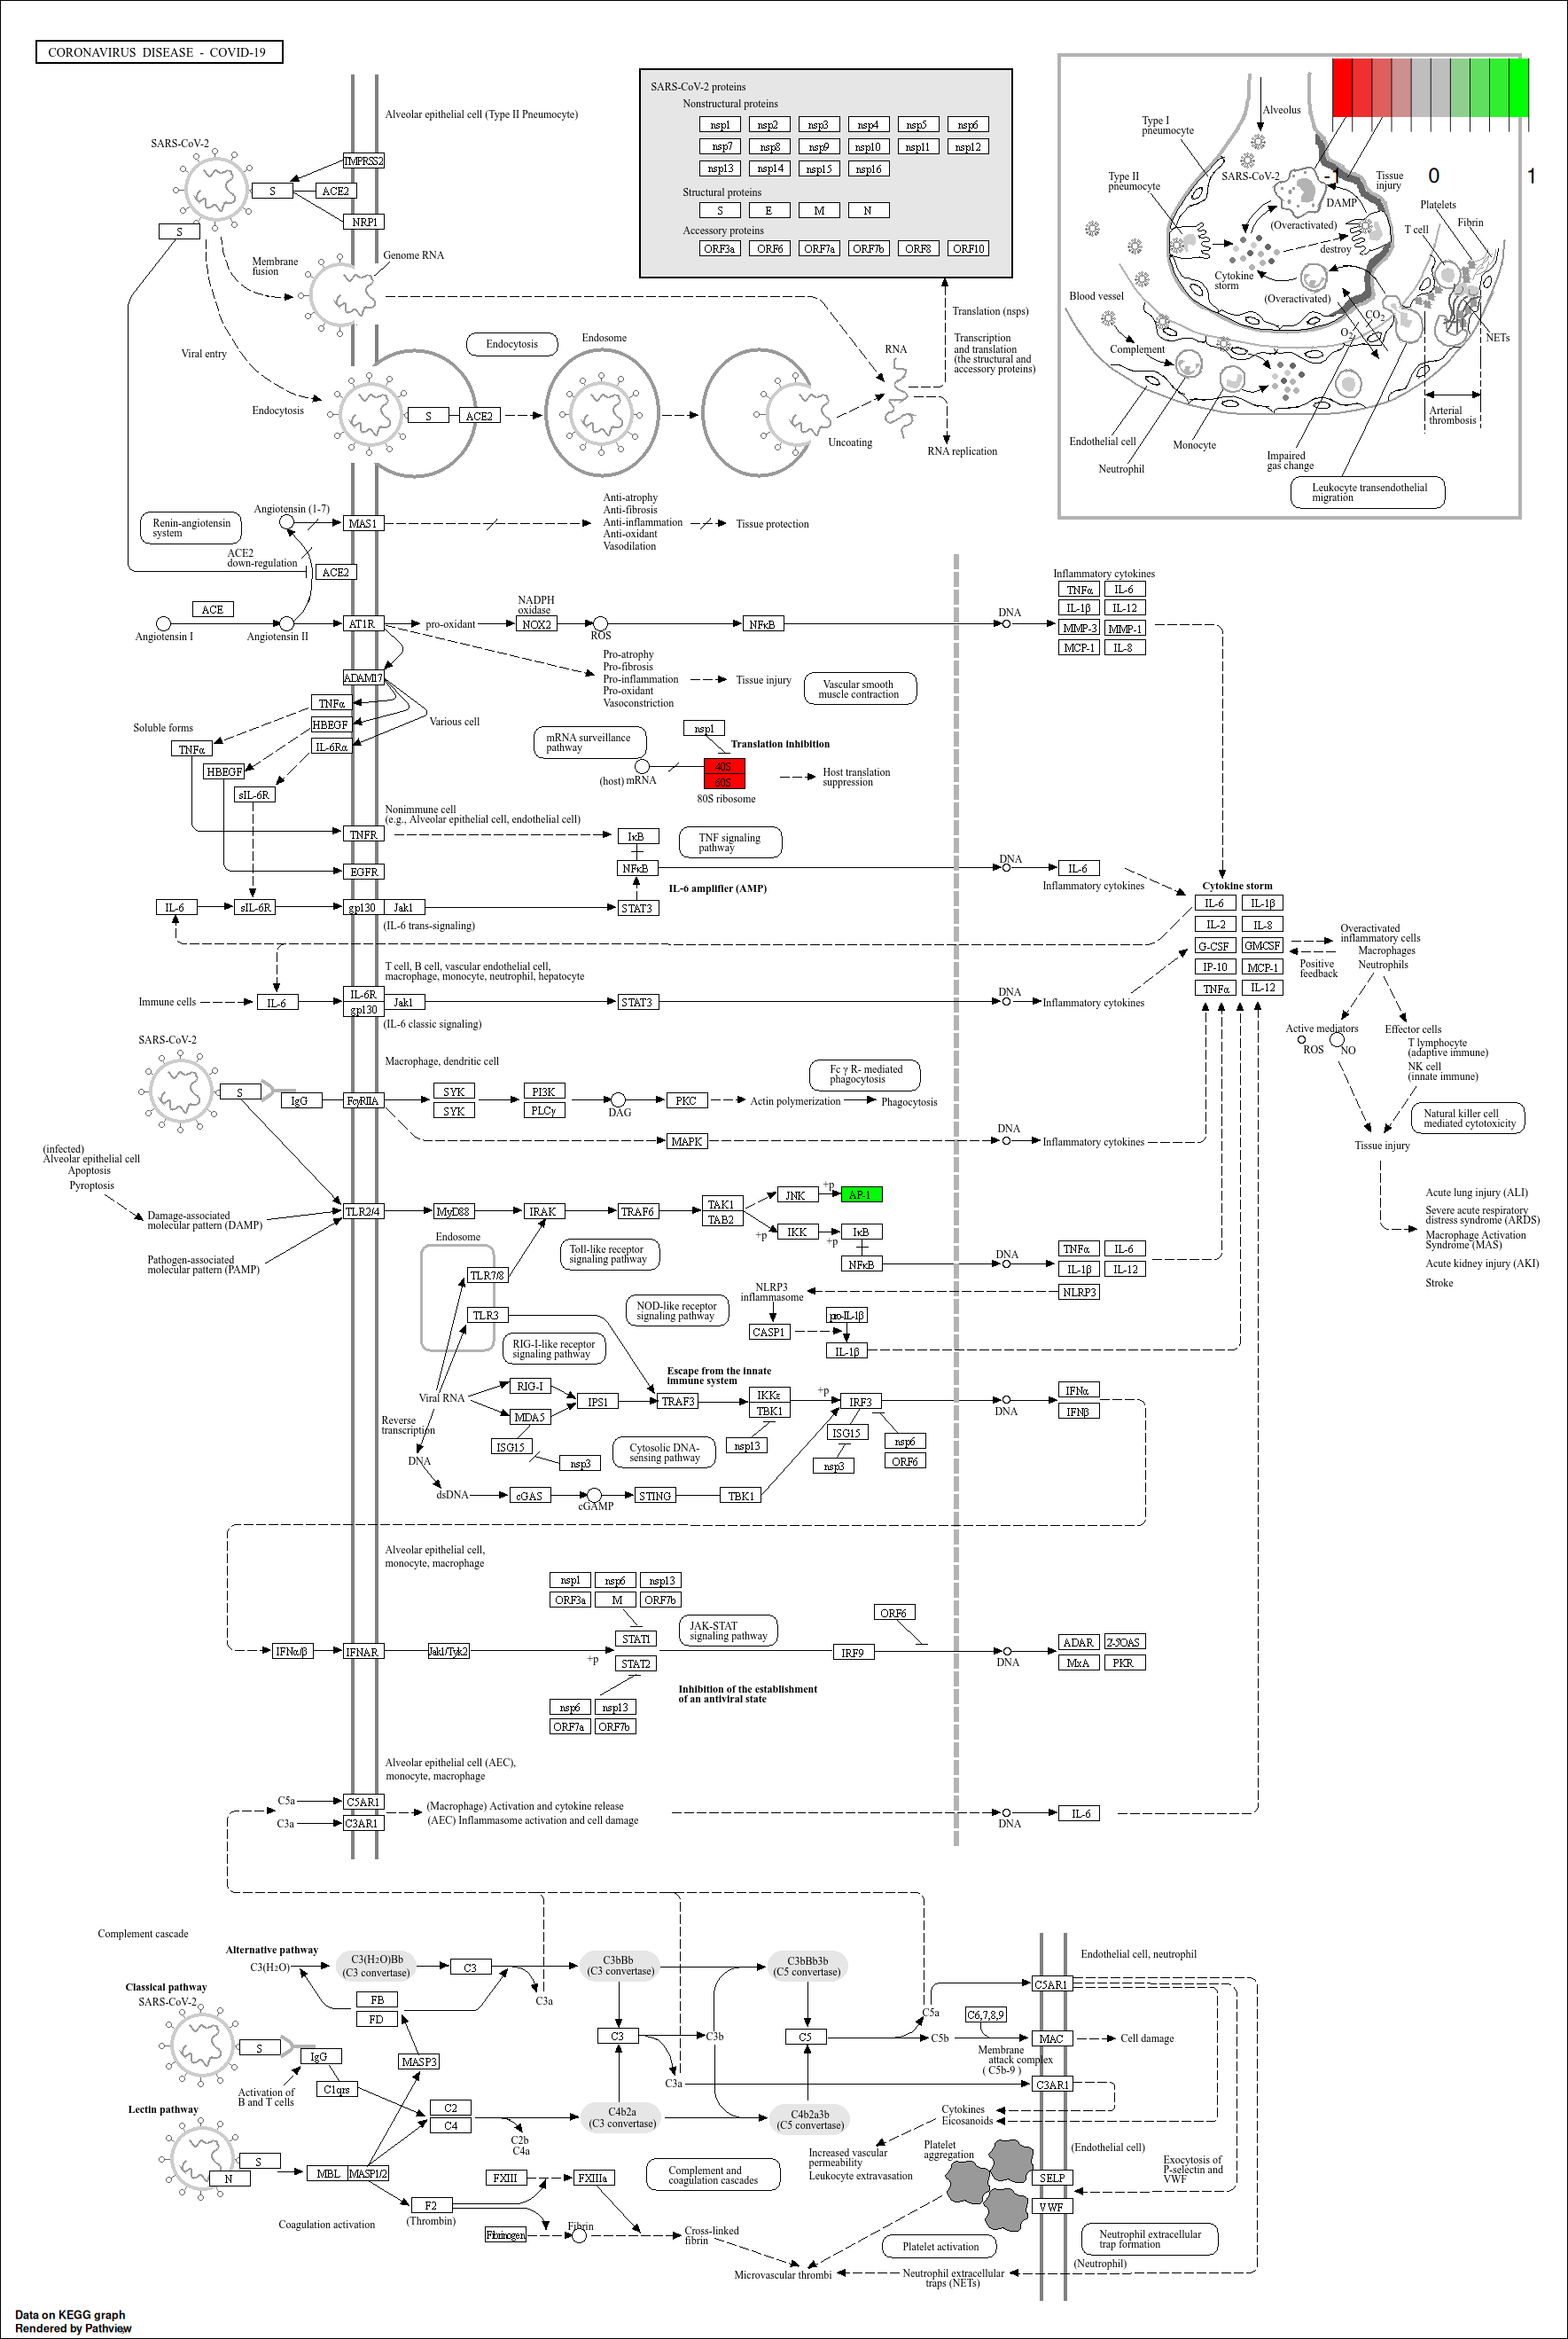 CORONAVIRUS DISEASE - COVID-19
Alveolar epithelial cell (Type II Pneumocyte)
SARS-CoV-2
TMPRSS2
S
ACE2
NRP1
S
Membrane
fusion
Genome RNA
Viral entry
Endocytosis
Endocytosis
Endosome
S
ACE2
Uncoating
RNA
RNA replication
Translation (nsps)
Transcription
and translation
(the structural and
accessory proteins)
SARS-CoV-2 proteins
Nonstructural proteins
nsp1 nsp2 nsp3 nsp4 nsp5 nsp6
nsp7 nsp8 nsp9 nsp10 nsp11 nsp12
nsp13 nsp14 nsp15 nsp16
Structural proteins
S E M N
Accessory proteins
ORF3a ORF6 ORF7a ORF7b ORF8 ORF10
-1 0 1
Alveolus
Type I
pneumocyte
Type II
pneumocyte
SARS-CoV-2
DAMP
Tissue
injury
(Overactivated)
destroy
Cytokine
storm
(Overactivated)
Platelets
Fibrin
T cell
Blood vessel
Complement
O2
CO2
NETs
Arterial
thrombosis
Endothelial cell
Neutrophil
Monocyte
Impaired
gas change
Leukocyte transendothelial
migration
Renin-angiotensin
system
Angiotensin (1-7)
MAS1
Anti-atrophy
Anti-fibrosis
Anti-inflammation
Anti-oxidant
Vasodilation
Tissue protection
ACE2
down-regulation
ACE2
ACE
Angiotensin I
Angiotensin II
AT1R
pro-oxidant
NADPH
oxidase
NOX2
ROS
NFκB
DNA
Inflammatory cytokines
TNFα IL-6
IL-1β IL-12
MMP-3 MMP-1
MCP-1 IL-8
Pro-atrophy
Pro-fibrosis
Pro-inflammation
Pro-oxidant
Vasoconstriction
Tissue injury
Vascular smooth
muscle contraction
ADAM17
TNFα
HBEGF
IL-6Rα
Various cell
Soluble forms
TNFα
HBEGF
sIL-6R
mRNA surveillance
pathway
nsp1
Translation inhibition
(host) mRNA
40S
60S
80S ribosome
Host translation
suppression
Nonimmune cell
(e.g., Alveolar epithelial cell, endothelial cell)
TNFR
EGFR
IκB
NFκB
STAT3
TNF signaling
pathway
IL-6 amplifier (AMP)
DNA
IL-6
Inflammatory cytokines
IL-6
sIL-6R
gp130
Jak1
(IL-6 trans-signaling)
Cytokine storm
IL-6 IL-1β
IL-2 IL-8
G-CSF GMCSF
IP-10 MCP-1
TNFα IL-12
Positive
feedback
Overactivated
inflammatory cells
Macrophages
Neutrophils
Active mediators
ROS
NO
Effector cells
T lymphocyte
(adaptive immune)
NK cell
(innate immune)
Natural killer cell
mediated cytotoxicity
Tissue injury
Acute lung injury (ALI)
Severe acute respiratory
distress syndrome (ARDS)
Macrophage Activation
Syndrome (MAS)
Acute kidney injury (AKI)
Stroke
T cell, B cell, vascular endothelial cell,
macrophage, monocyte, neutrophil, hepatocyte
Immune cells
IL-6
IL-6R
gp130
Jak1
(IL-6 classic signaling)
STAT3
DNA
Inflammatory cytokines
SARS-CoV-2
S
IgG
Macrophage, dendritic cell
FcγRIIA
SYK
SYK
PI3K
PLCγ
DAG
PKC
Actin polymerization
Phagocytosis
Fc γ R- mediated
phagocytosis
MAPK
DNA
Inflammatory cytokines
(infected)
Alveolar epithelial cell
Apoptosis
Pyroptosis
Damage-associated
molecular pattern (DAMP)
Pathogen-associated
molecular pattern (PAMP)
TLR2/4
MyD88
IRAK
TRAF6
TAK1
TAB2
JNK
+p
AP-1
+p
IKK
+p
IκB
NFκB
DNA
TNFα IL-6
IL-1β IL-12
NLRP3
Endosome
TLR7/8
TLR3
Toll-like receptor
signaling pathway
NOD-like receptor
signaling pathway
RIG-I-like receptor
signaling pathway
NLRP3
inflammasome
CASP1
pro-IL-1β
IL-1β
Viral RNA
RIG-I
MDA5
IPS1
TRAF3
Escape from the innate
immune system
IKKε
TBK1
+p
IRF3
DNA
IFNα
IFNβ
Reverse
transcription
ISG15
nsp3
Cytosolic DNA-
sensing pathway
nsp13
ISG15
nsp3
nsp6
ORF6
DNA
dsDNA
cGAS
cGAMP
STING
TBK1
Alveolar epithelial cell,
monocyte, macrophage
nsp1 nsp6 nsp13
ORF3a M ORF7b
IFNα/β
IFNAR
Jak1/Tyk2
+p
STAT1
STAT2
JAK-STAT
signaling pathway
ORF6
IRF9
DNA
ADAR 2-5OAS
MxA PKR
nsp6 nsp13
ORF7a ORF7b
Inhibition of the establishment
of an antiviral state
Alveolar epithelial cell (AEC),
monocyte, macrophage
C5a
C3a
C5AR1
C3AR1
(Macrophage) Activation and cytokine release
(AEC) Inflammasome activation and cell damage
DNA
IL-6
Complement cascade
Alternative pathway
C3(H2O)
C3(H2O)Bb
(C3 convertase)
C3
C3a
C3bBb
(C3 convertase)
C3bBb3b
(C5 convertase)
FB
FD
Classical pathway
SARS-CoV-2
S
IgG
C1qrs
Activation of
B and T cells
MASP3
C3
C3b
C3a
C5
C5a
C5b
C6,7,8,9
Membrane
attack complex
( C5b-9 )
Endothelial cell, neutrophil
C5AR1
MAC
Cell damage
C3AR1
Lectin pathway
S
N
MBL
MASP1/2
C2
C4
C2b
C4a
C4b2a
(C3 convertase)
C4b2a3b
(C5 convertase)
Cytokines
Eicosanoids
Increased vascular
permeability
Leukocyte extravasation
Platelet
aggregation
(Endothelial cell)
SELP
VWF
Exocytosis of
P-selectin and
VWF
Coagulation activation
F2
(Thrombin)
FXIII
FXIIIa
Fibrinogen
Fibrin
Cross-linked
fibrin
Complement and
coagulation cascades
Platelet activation
Neutrophil extracellular
trap formation
(Neutrophil)
Microvascular thrombi
Neutrophil extracellular
traps (NETs)
Data on KEGG graph
Rendered by Pathview